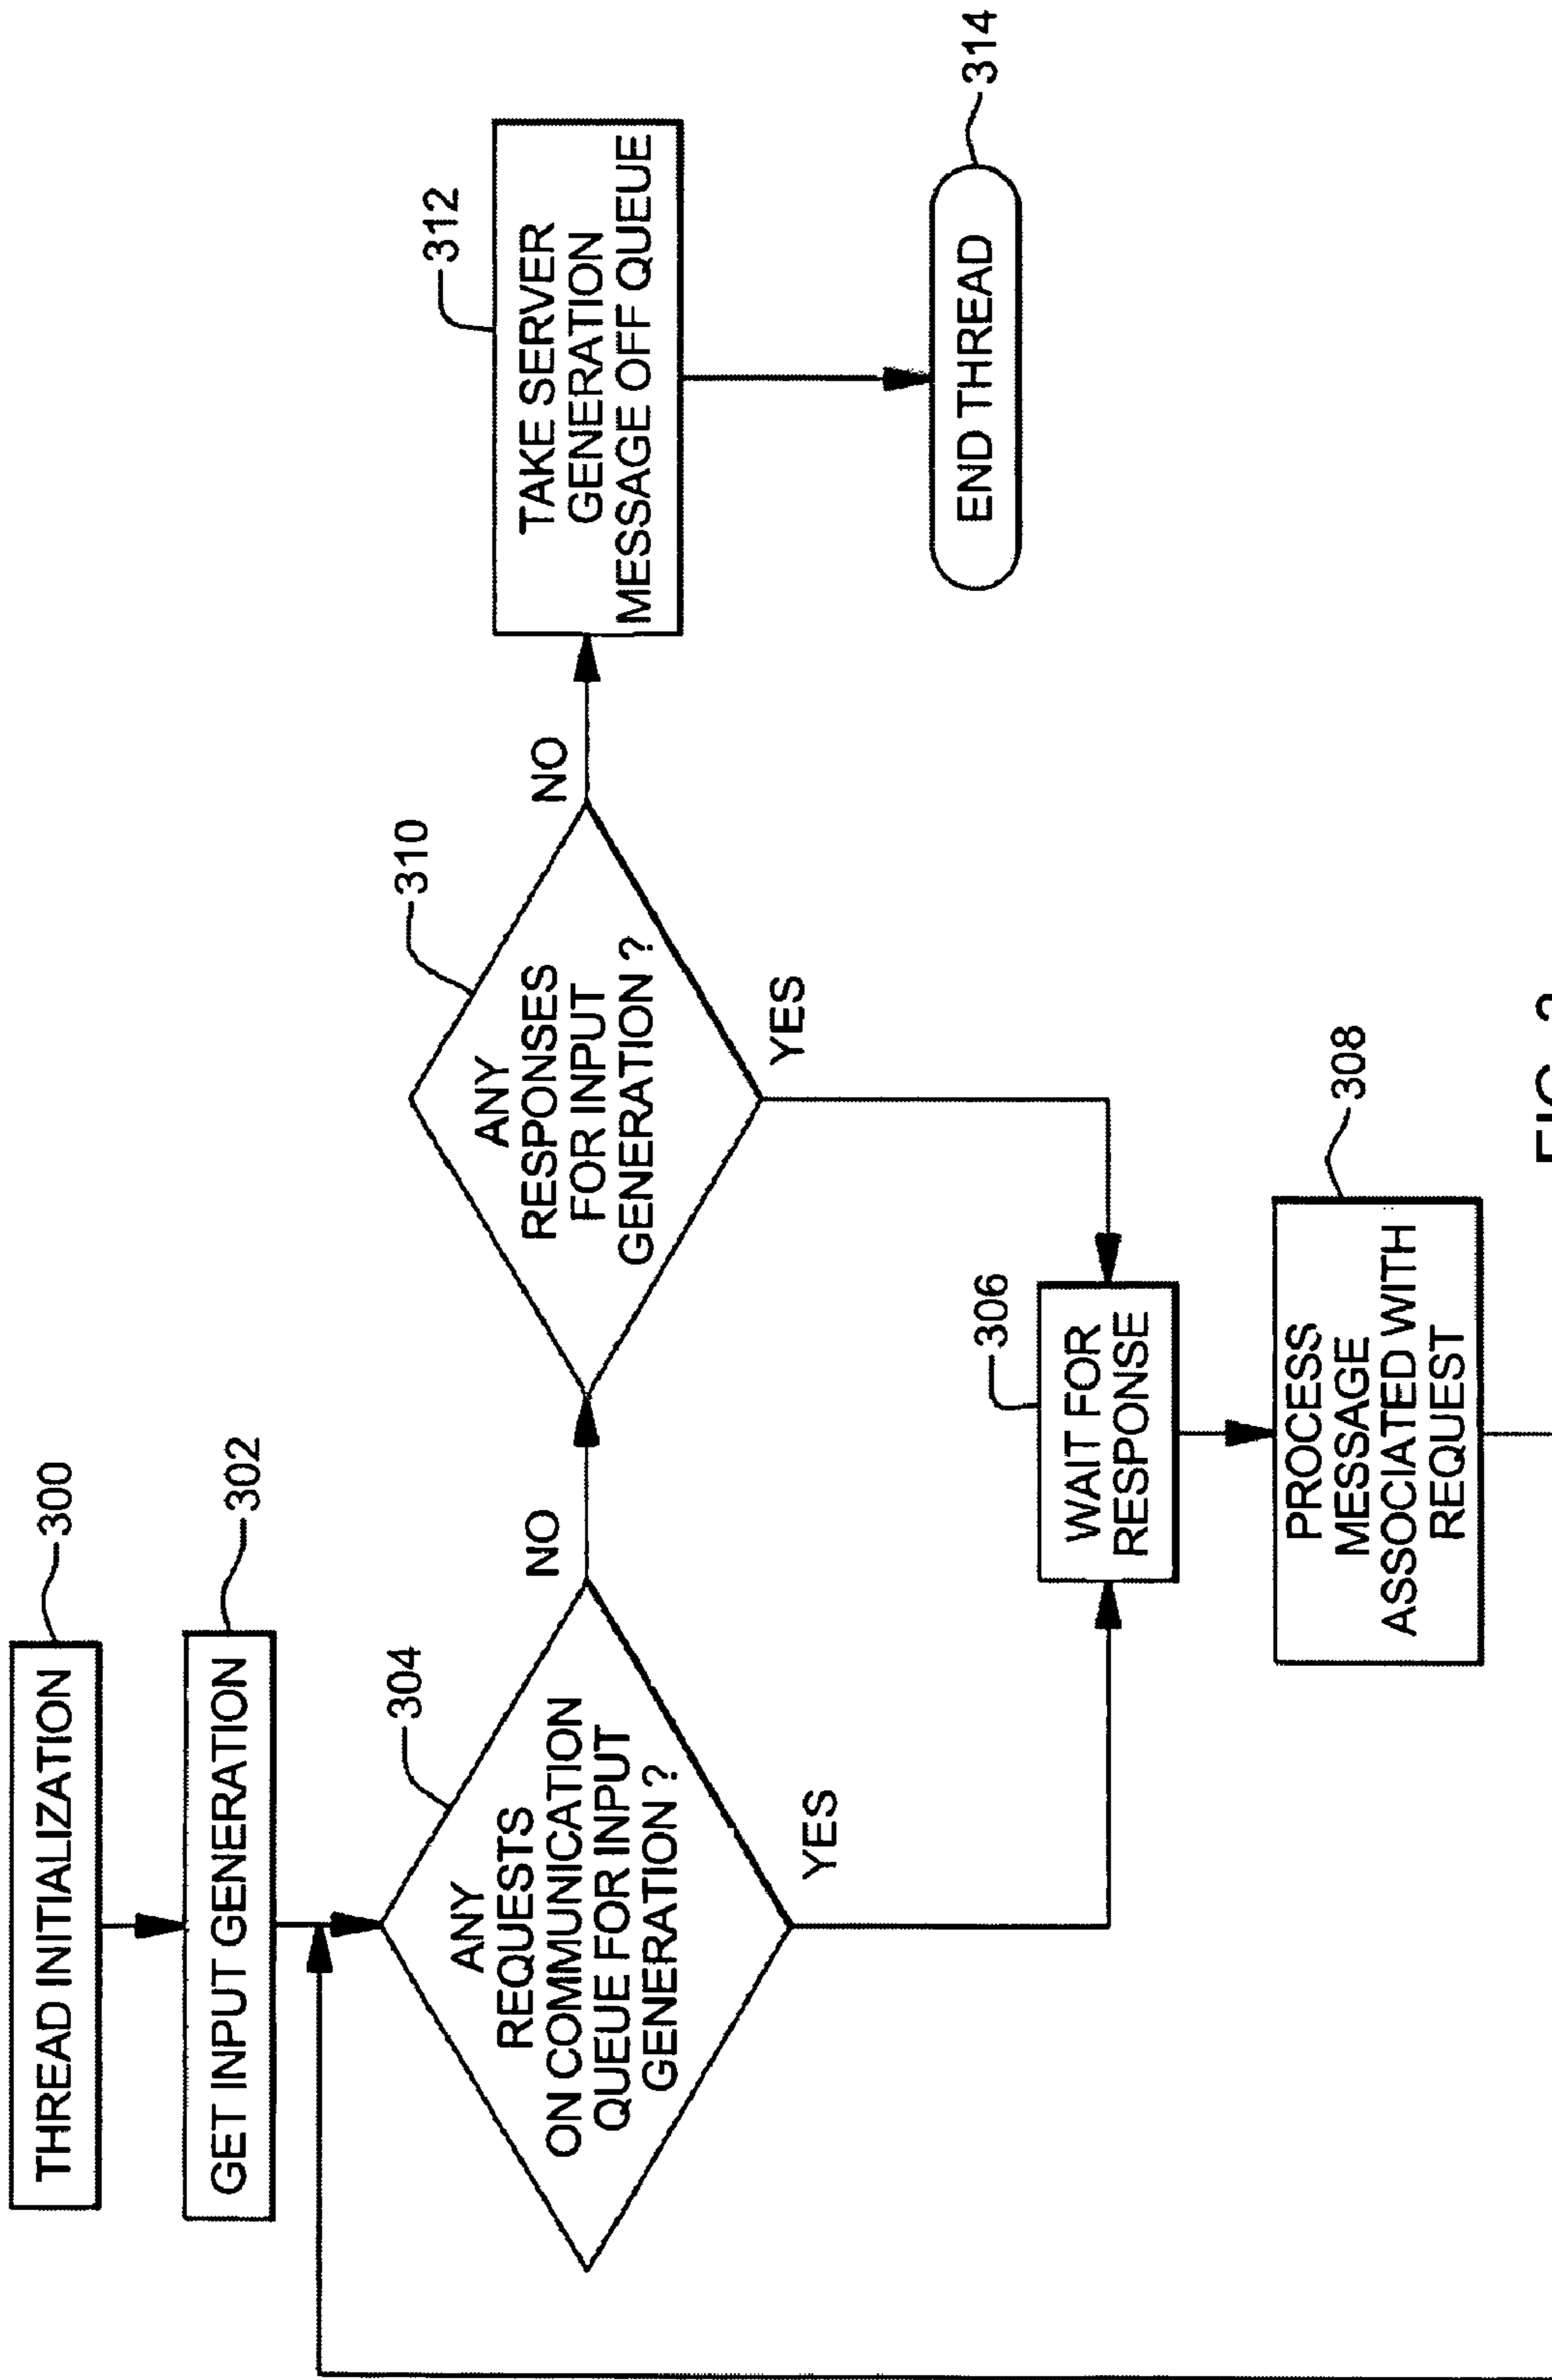 THREAD INITIALIZATION
300
GET INPUT GENERATION
302
304
ANY
REQUESTS
ON COMMUNICATION
QUEUE FOR INPUT
GENERATION ?
NO
YES
310
ANY
RESPONSES
FOR INPUT
GENERATION ?
NO
YES
312
TAKE SERVER
GENERATION
MESSAGE OFF QUEUE
END THREAD
314
306
WAIT FOR
RESPONSE
308
PROCESS
MESSAGE
ASSOCIATED WITH
REQUEST